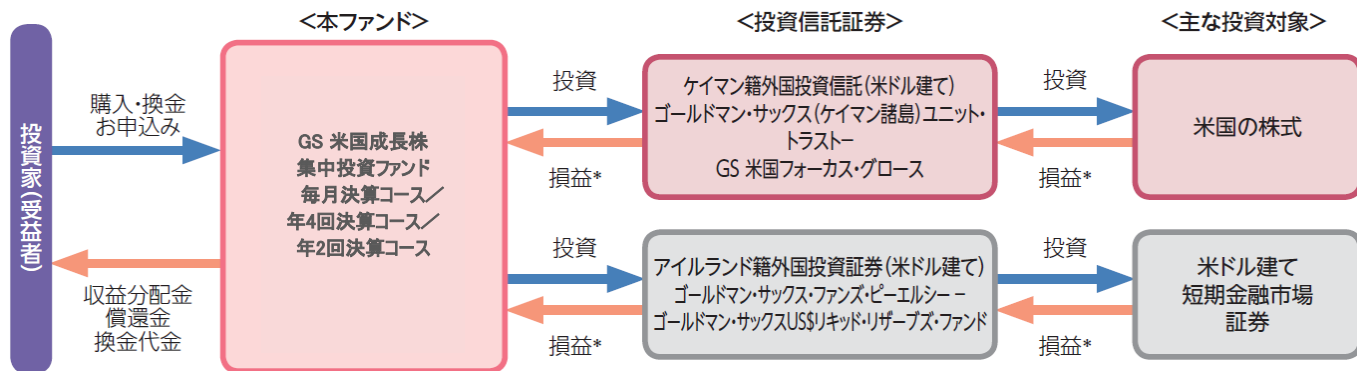 ＜本ファンド＞
＜投資信託証券＞
＜主な投資対象＞
投資家(受益者)
購入・換金
お申込み
収益分配金
償還金
換金代金
GS 米国成長株
集中投資ファンド
毎月決算コース／
年4回決算コース／
年2回決算コース
投資
損益*
ケイマン籍外国投資信託(米ドル建て)
ゴールドマン・サックス(ケイマン諸島)ユニット・
トラストー
GS 米国フォーカス・グロース
投資
損益*
米国の株式
投資
損益*
アイルランド籍外国投資証券(米ドル建て)
ゴールドマン・サックス・ファンズ・ピーエルシー －
ゴールドマン・サックスUS$リキッド・リザーブズ・ファンド
投資
損益*
米ドル建て
短期金融市場
証券